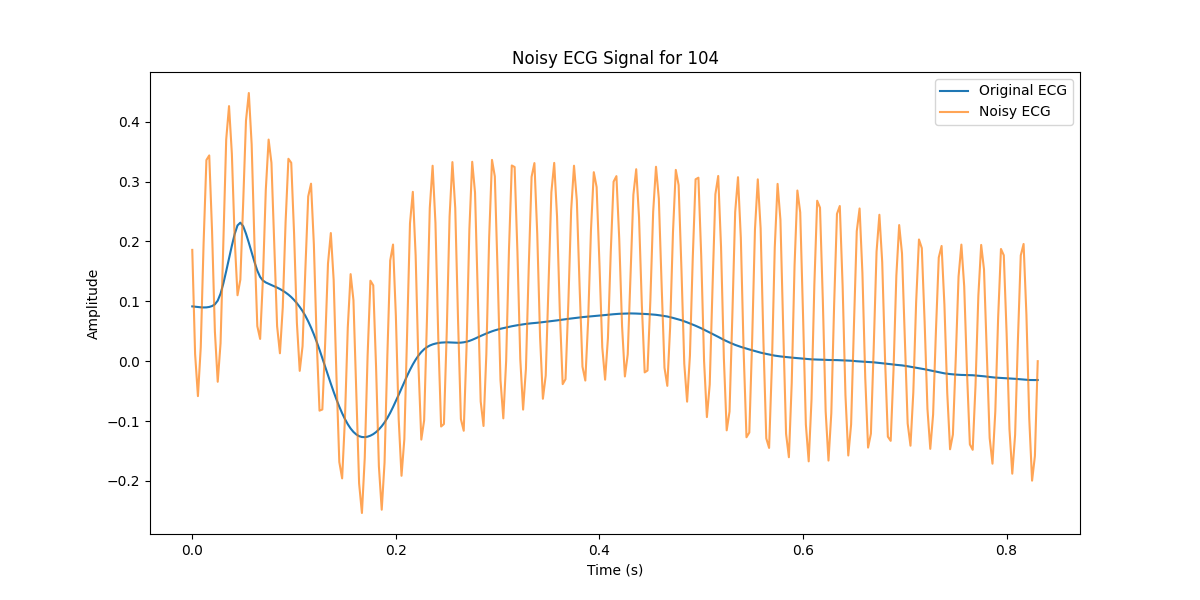 Noisy ECG Signal for 104
Original ECG
Noisy ECG
Amplitude
0.4
0.3
0.2
0.1
0.0
−0.1
−0.2
0.0 0.2 0.4 0.6 0.8
Time (s)